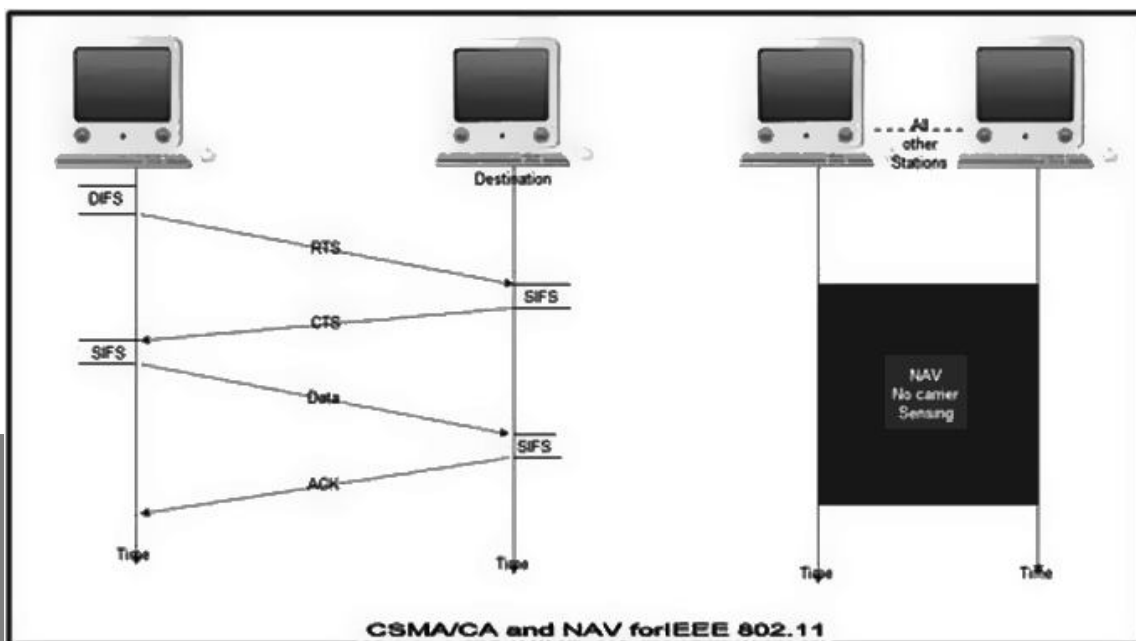 All
other
Stations
Destination
DIFS
RTS
SIFS
CTS
SIFS
Data
SIFS
ACK
NAV
No carrier
Sensing
Time
Time
Time
Time
CSMA/CA and NAV forIEEE 802.11